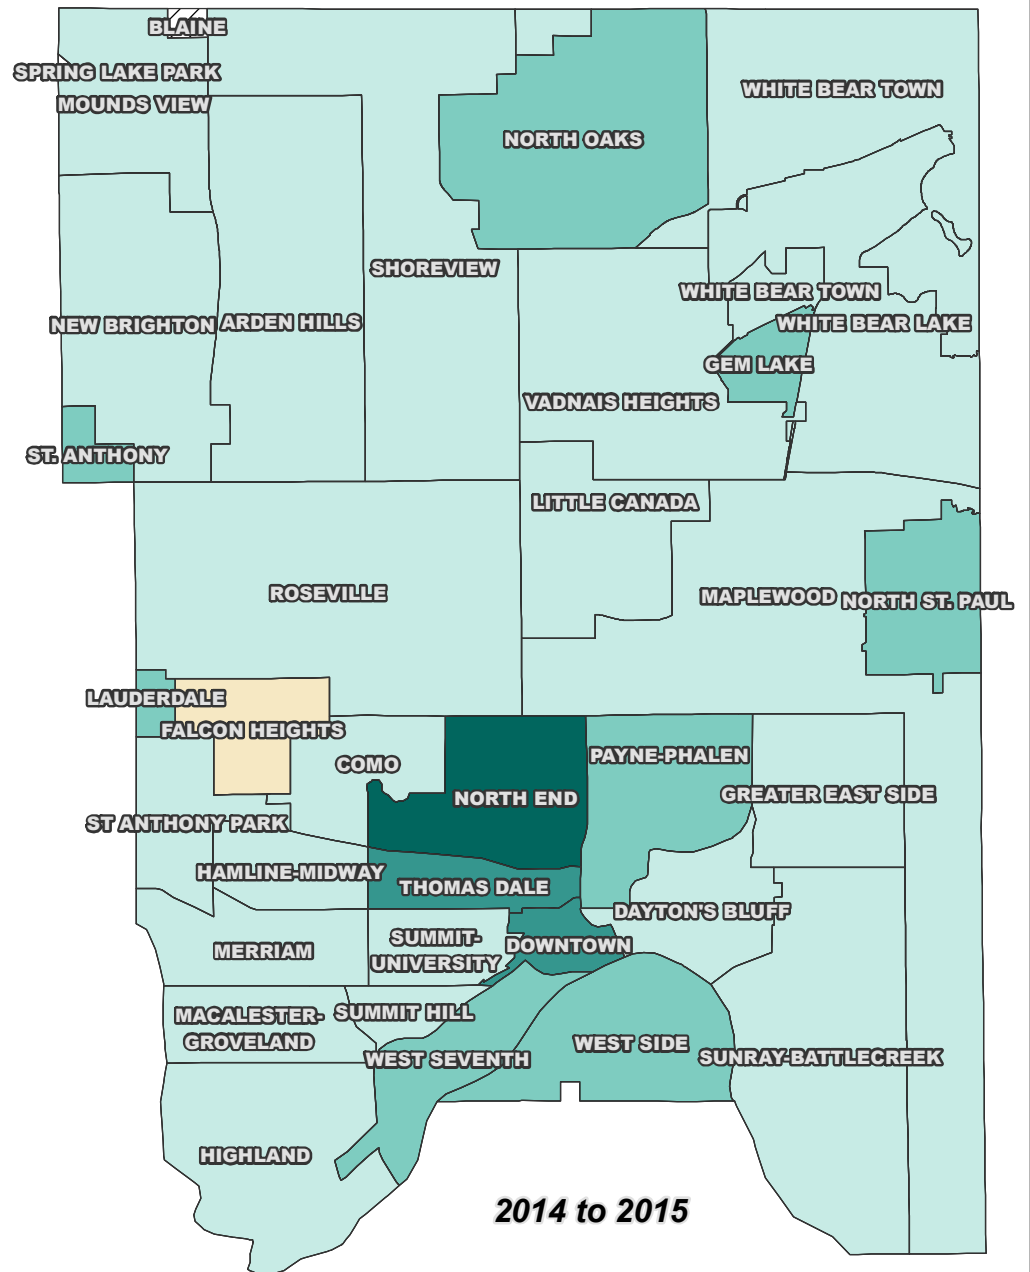 BLAINE
SPRING LAKE PARK
WHITE BEAR TOWN
MOUNDS VIEW
NORTH OAKS
SHOREVIEW
WHITE BEAR TOWN
NEW BRIGHTON
ARDEN HILLS
WHITE BEAR LAKE
GEM LAKE
VADNAIS HEIGHTS
ST. ANTHONY
LITTLE CANADA
ROSEVILLE
MAPLEWOOD
NORTH ST. PAUL
LAUDERDALE
FALCON HEIGHTS
PAYNE-PHALEN
COMO
NORTH END
GREATER EAST SIDE
ST ANTHONY PARK
HAMLINE-MIDWAY
THOMAS DALE
DAYTON'S BLUFF
SUMMIT-
UNIVERSITY
DOWNTOWN
MERRIAM
MACALESTER-
GROVELAND
SUMMIT HILL
WEST SIDE
WEST SEVENTH
SUNRAY-BATTLECREEK
HIGHLAND
2014 to 2015